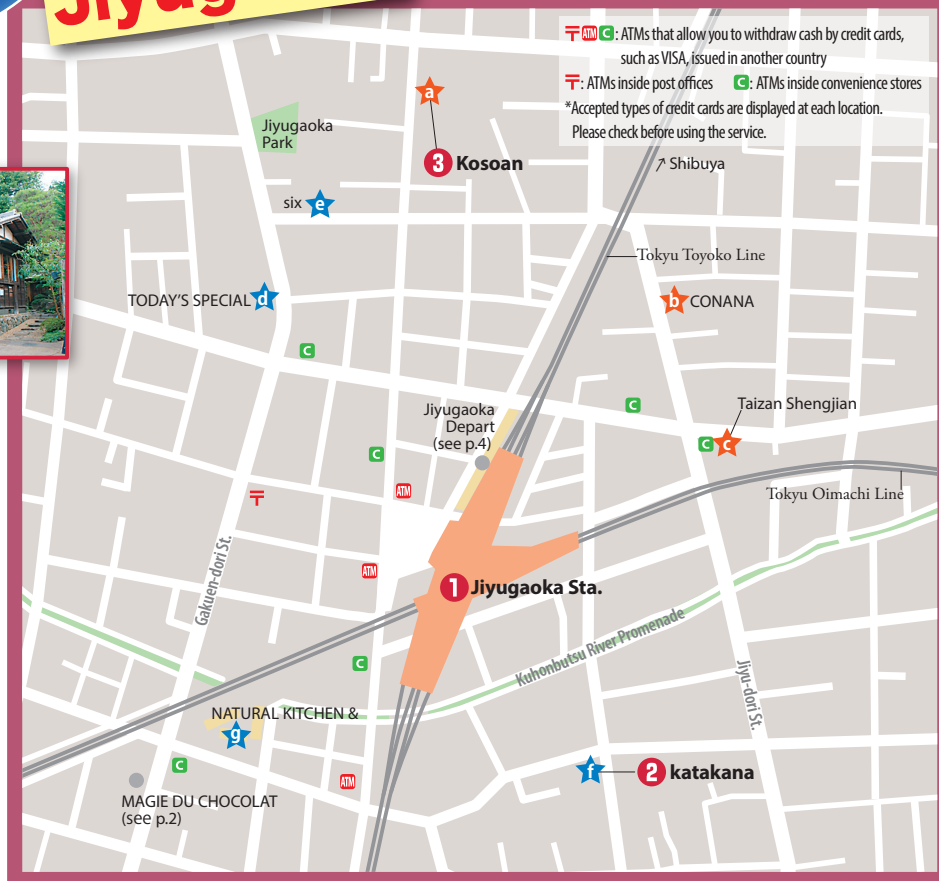 Jiyug
〒 ATM C : ATMs that allow you to withdraw cash by credit cards,
such as VISA, issued in another country
〒: ATMs inside post offices C: ATMs inside convenience stores
*Accepted types of credit cards are displayed at each location.
Please check before using the service.
a
Jiyugaoka
Park
3 Kosoan
↗ Shibuya
six e
Tokyu Toyoko Line
TODAY'S SPECIAL d
b CONANA
C
Jiyugaoka
Depart
(see p.4)
C
Taizan Shengjian
C c
C
ATM
〒
Tokyu Oimachi Line
Gakuen-dori St.
ATM
1 Jiyugaoka Sta.
Kuhonbutsu River Promenade
C
Jiyu-dori St.
NATURAL KITCHEN &
g
C
f
2 katakana
ATM
MAGIE DU CHOCOLAT
(see p.2)